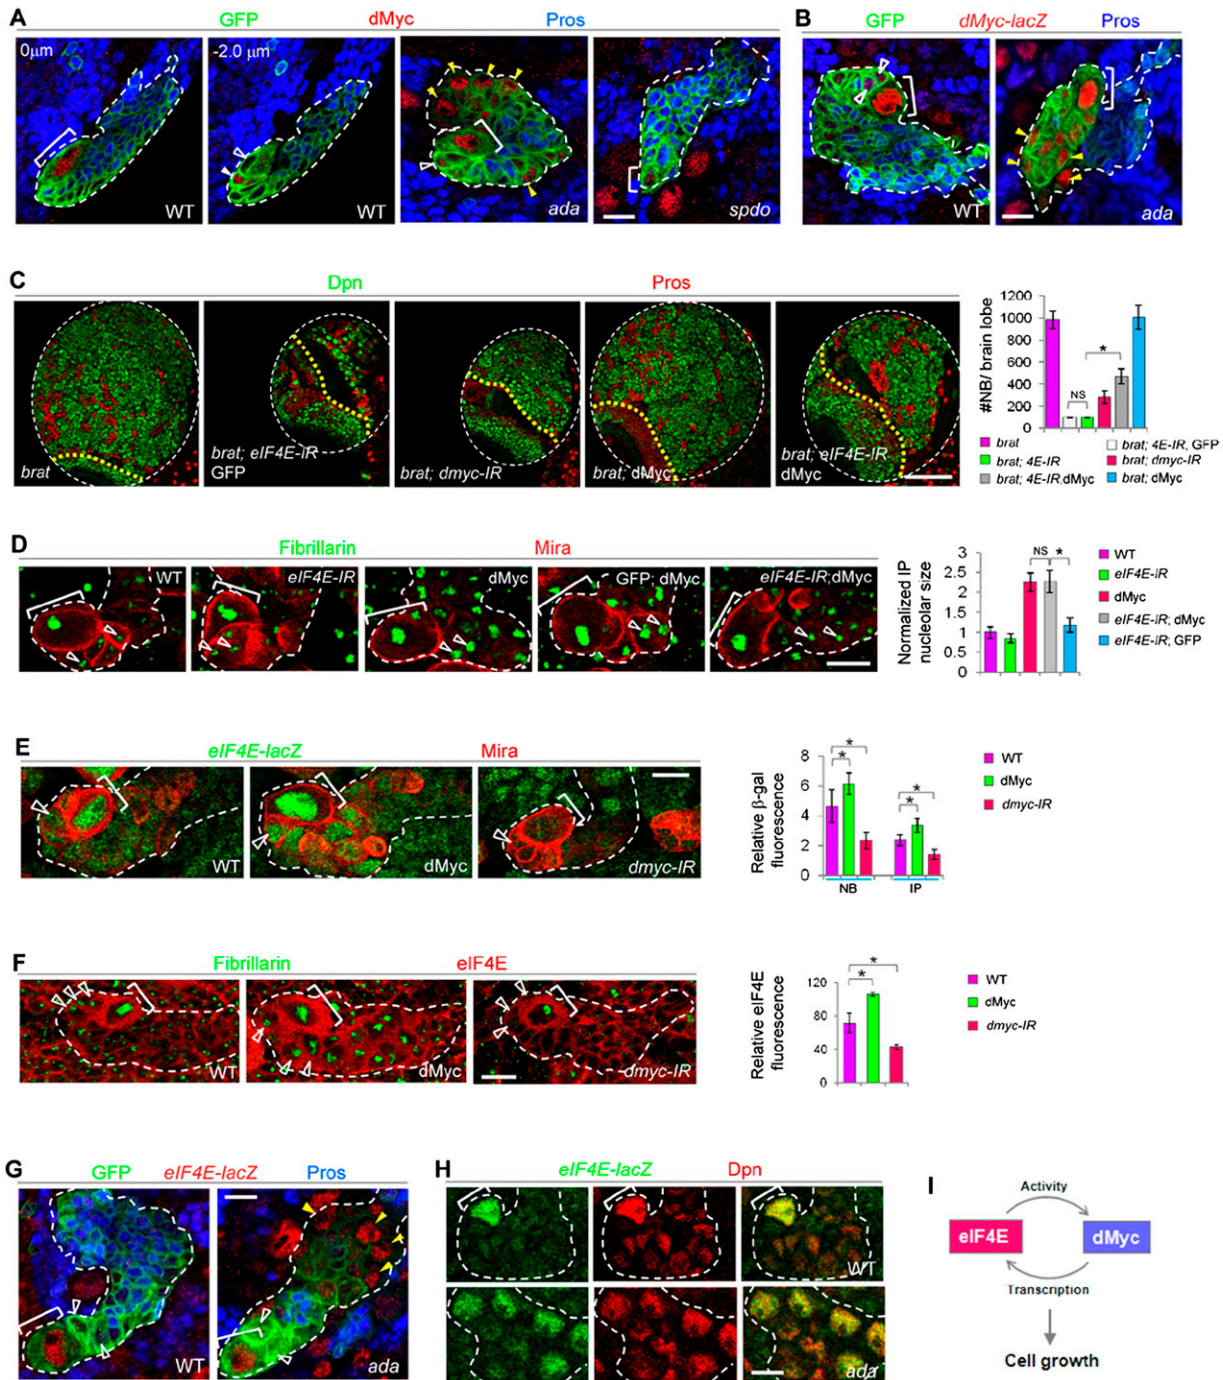 A
GFP dMyc Pros
0μm
WT
-2.0 μm
WT
ada
spdo
B
GFP dMyc-lacZ Pros
WT
ada
C
Dpn Pros
brat
brat; eIF4E-IR
GFP
brat; dmyc-IR
brat; dMyc
brat; eIF4E-IR
dMyc
#NB/ brain lobe
1200
1000
800
600
400
200
0
NS
*
brat
brat; 4E-IR, GFP
brat; 4E-IR
brat; dmyc-IR
brat; 4E-IR,dMyc
brat; dMyc
D
Fibrillarin Mira
WT
eIF4E-IR
dMyc
GFP; dMyc
eIF4E-IR;dMyc
Normalized IP
nucleolar size
3
2.5
2
1.5
1
0.5
0
NS *
WT
eIF4E-IR
dMyc
eIF4E-IR; dMyc
eIF4E-IR; GFP
E
eIF4E-lacZ Mira
WT
dMyc
dmyc-IR
Relative β-gal
fluorescence
8
6
4
2
0
*
*
*
*
NB IP
WT
dMyc
dmyc-IR
F
Fibrillarin eIF4E
WT
dMyc
dmyc-IR
Relative eIF4E
fluorescence
120
80
40
0
*
*
WT
dMyc
dmyc-IR
G
GFP eIF4E-lacZ Pros
WT
ada
H
eIF4E-lacZ Dpn
WT
ada
I
Activity
eIF4E dMyc
Transcription
Cell growth